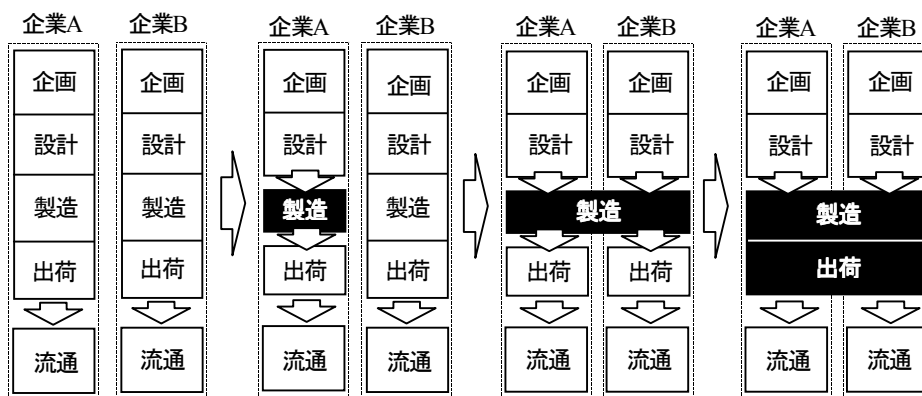 企業A 企業B 企業A 企業B 企業A 企業B 企業A 企業B
企画 企画 企画 企画 企画 企画 企画 企画
設計 設計 設計 設計 設計 設計 設計 設計
製造 製造 製造 製造 製造 製造
出荷 出荷 出荷 出荷 出荷 出荷 出荷
流通 流通 流通 流通 流通 流通 流通 流通